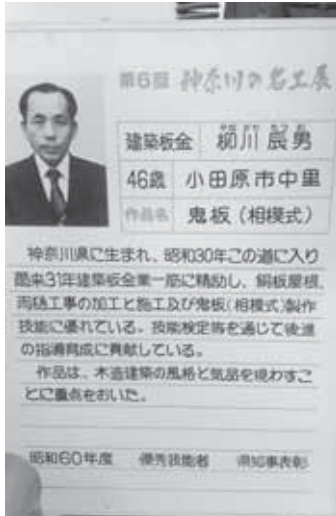 第6回 神奈川の名工展
建築板金 柳川辰男
46歳 小田原市中里
作品名 鬼板(相模式)
神奈川県に生まれ、昭和30年この道に入り
爾来31年建築板金業一筋に精励し、銅板屋根、
雨樋工事の加工と施工及び鬼板(相模式)製作
技能に優れている。技能検定等を通じて後進
の指導育成に貢献している。
作品は、木造建築の風格と気品を現わすこ
とに重点をおいた。
昭和60年度 優秀技能者 県知事表彰